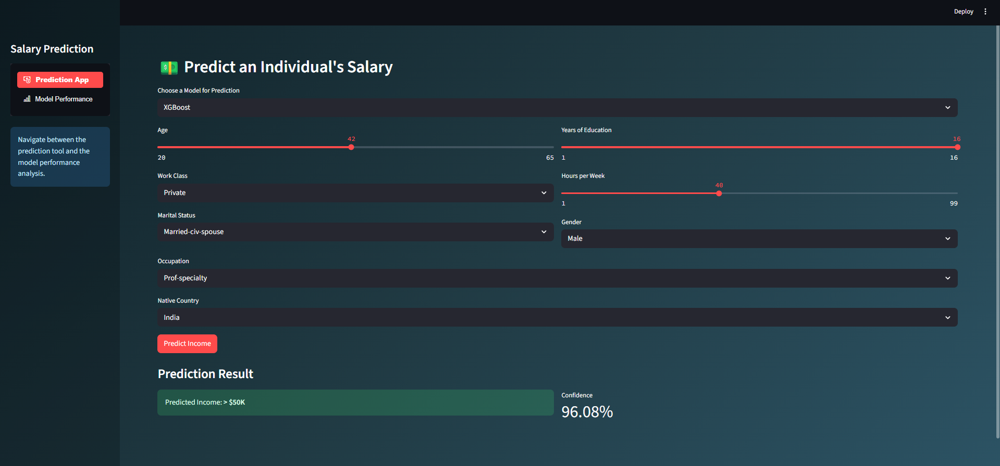 Deploy
Salary Prediction
Prediction App
Model Performance
Navigate between the
prediction tool and the
model performance
analysis.
Predict an Individual's Salary
Choose a Model for Prediction
XGBoost
Age
42
20 65
Years of Education
16
1 16
Work Class
Private
Hours per Week
40
1 99
Marital Status
Married-civ-spouse
Gender
Male
Occupation
Prof-specialty
Native Country
India
Predict Income
Prediction Result
Predicted Income: > $50K
Confidence
96.08%